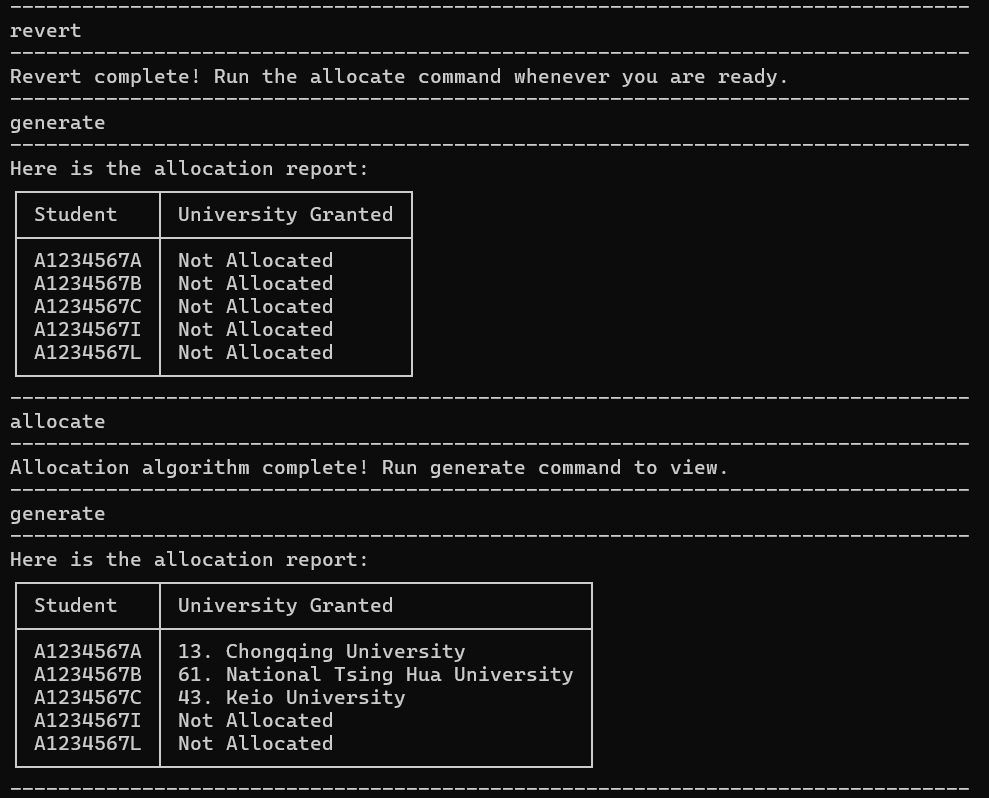 revert
Revert complete! Run the allocate command whenever you are ready.
generate
Here is the allocation report:
Student University Granted
A1234567A Not Allocated
A1234567B Not Allocated
A1234567C Not Allocated
A1234567I Not Allocated
A1234567L Not Allocated
allocate
Allocation algorithm complete! Run generate command to view.
generate
Here is the allocation report:
Student University Granted
A1234567A 13. Chongqing University
A1234567B 61. National Tsing Hua University
A1234567C 43. Keio University
A1234567I Not Allocated
A1234567L Not Allocated